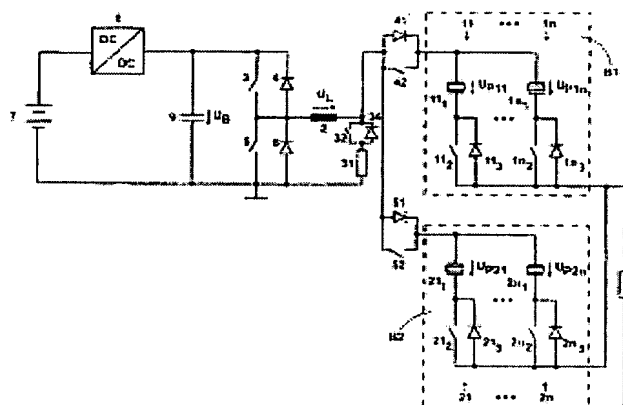 8
DC
DC
7
9
U_B
3
4
5
6
U_L
2
32
34
31
41
42
51
52
11 ... 1n
B1
U_P11
U_P1n
11_1
1n_1
...
11_2
11_3
1n_2
1n_3
U_P21
U_P2n
21_1
2n_1
...
B2
21_2
21_3
2n_2
2n_3
21 ... 2n